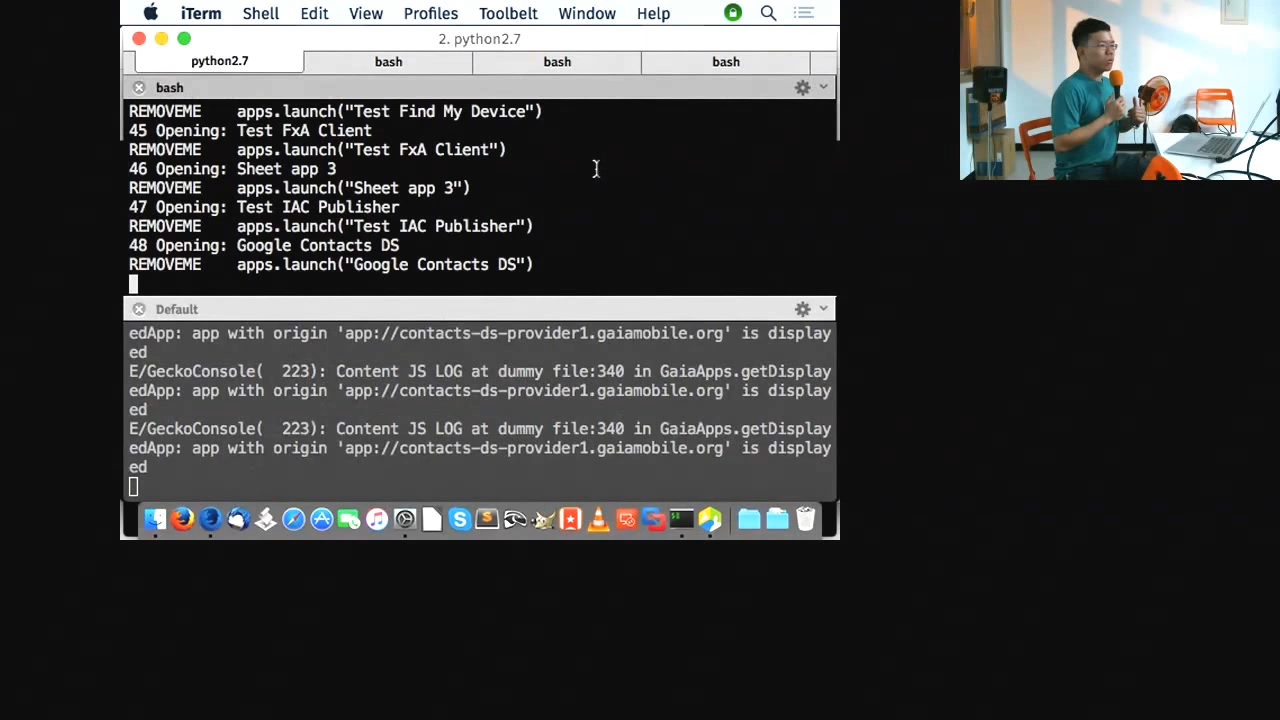 iTerm Shell Edit View Profiles Toolbelt Window Help
2. python2.7
python2.7 bash bash bash
bash
REMOVEME    apps.launch("Test Find My Device")
45 Opening: Test FxA Client
REMOVEME    apps.launch("Test FxA Client")
46 Opening: Sheet app 3
REMOVEME    apps.launch("Sheet app 3")
47 Opening: Test IAC Publisher
REMOVEME    apps.launch("Test IAC Publisher")
48 Opening: Google Contacts DS
REMOVEME    apps.launch("Google Contacts DS")
Default
edApp: app with origin 'app://contacts-ds-provider1.gaiamobile.org' is display
ed
E/GeckoConsole(  223): Content JS LOG at dummy file:340 in GaiaApps.getDisplay
edApp: app with origin 'app://contacts-ds-provider1.gaiamobile.org' is display
ed
E/GeckoConsole(  223): Content JS LOG at dummy file:340 in GaiaApps.getDisplay
edApp: app with origin 'app://contacts-ds-provider1.gaiamobile.org' is display
ed